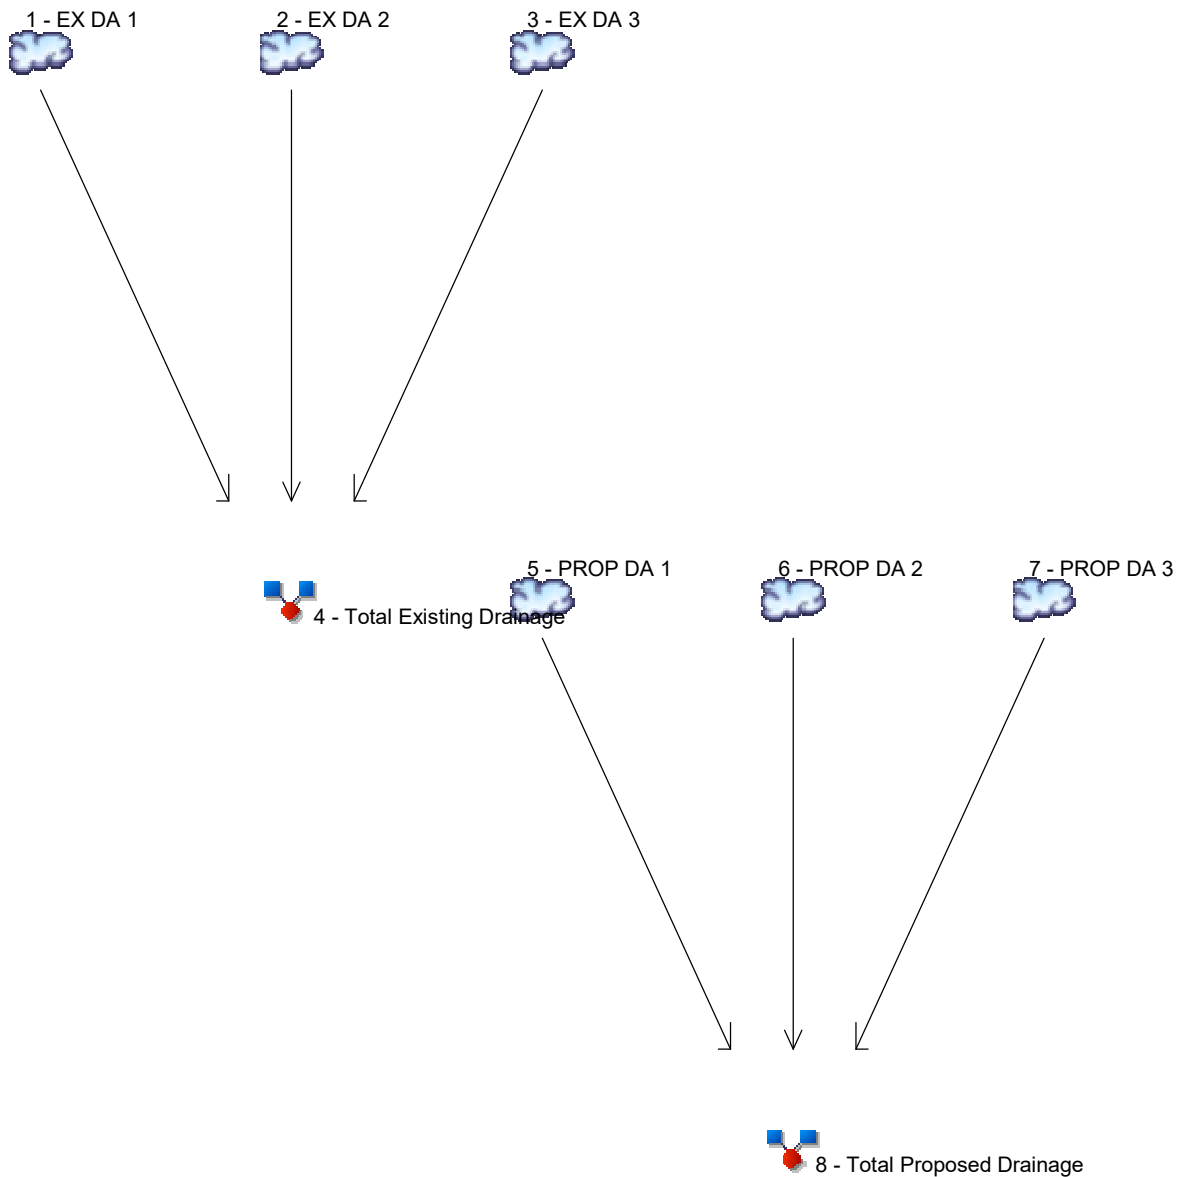 1 - EX DA 1
2 - EX DA 2
3 - EX DA 3
4 - Total Existing Drainage
5 - PROP DA 1
6 - PROP DA 2
7 - PROP DA 3
8 - Total Proposed Drainage